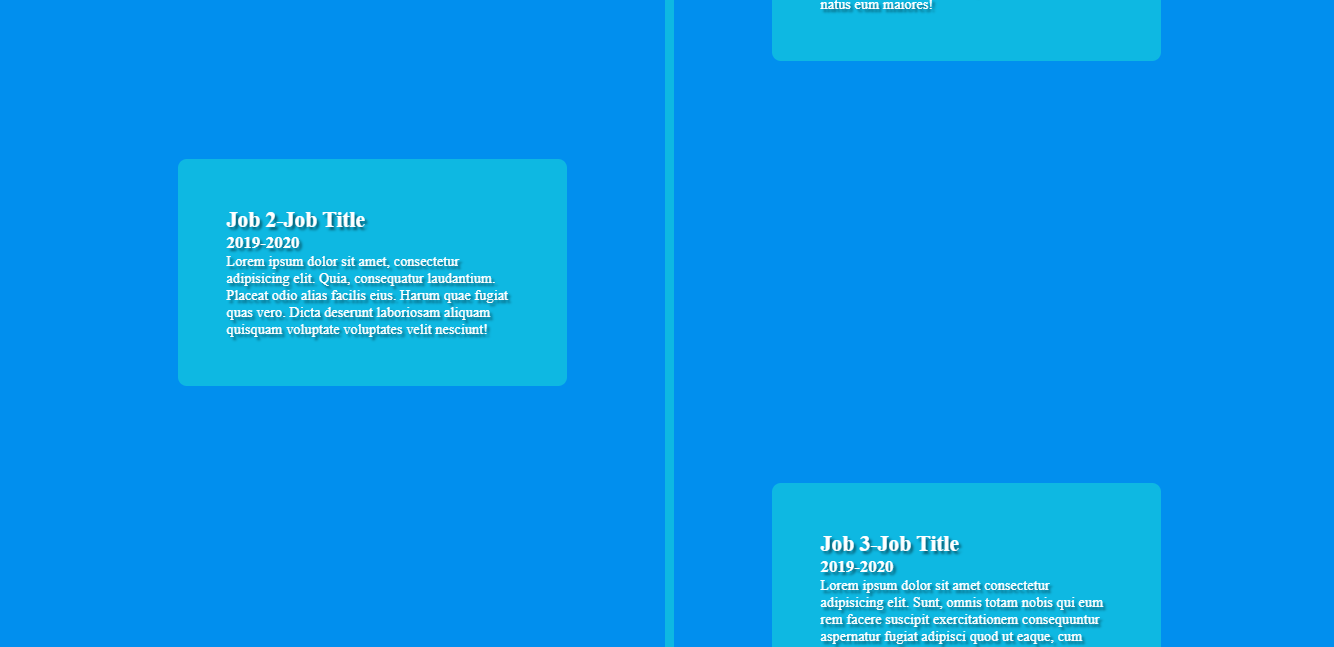 natus eum maiores!
Job 2-Job Title
2019-2020
Lorem ipsum dolor sit amet, consectetur
adipisicing elit. Quia, consequatur laudantium.
Placeat odio alias facilis eius. Harum quae fugiat
quas vero. Dicta deserunt laboriosam aliquam
quisquam voluptate voluptates velit nesciunt!
Job 3-Job Title
2019-2020
Lorem ipsum dolor sit amet consectetur
adipisicing elit. Sunt, omnis totam nobis qui eum
rem facere suscipit exercitationem consequuntur
aspernatur fugiat adipisci quod ut eaque, cum